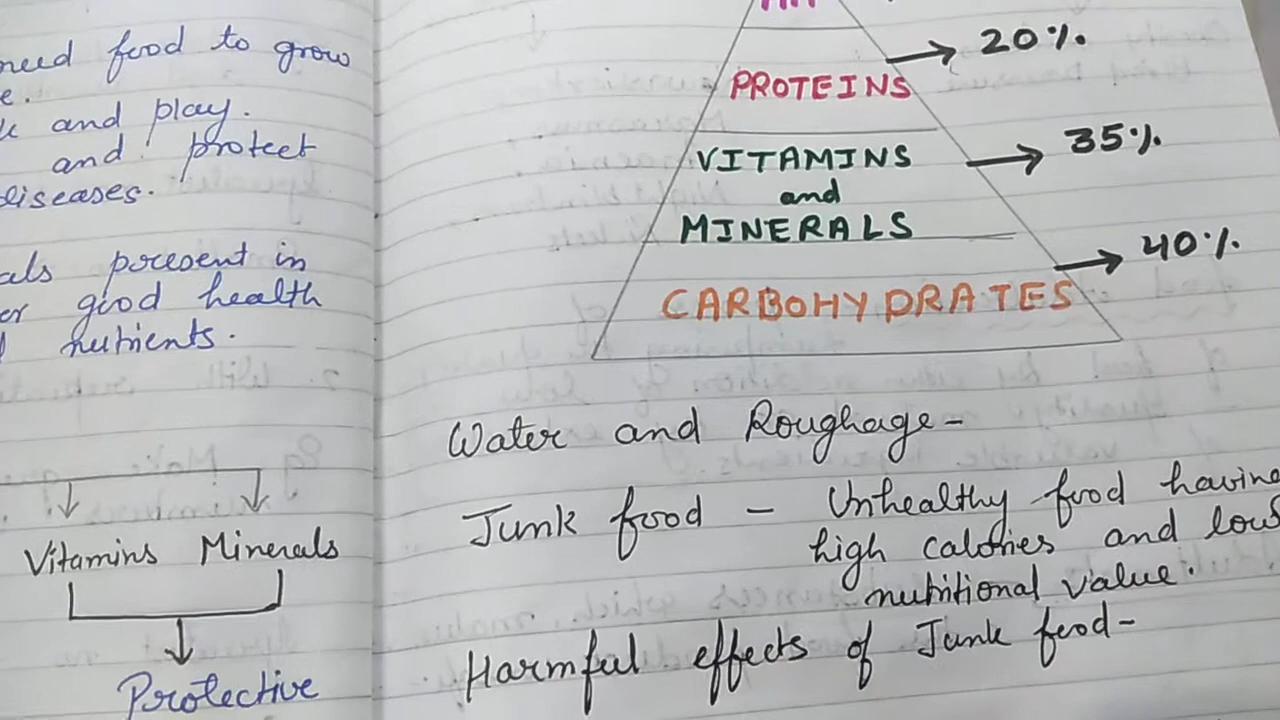 need food to grow
e.
k and play.
and protect
diseases.
als present in
er good health
nutrients.
Vitamins Minerals
Protective
20%.
PROTEINS
35%.
VITAMINS
and
MINERALS
40%.
CARBOHYDRATES
Water and Roughage-
Junk food - Unhealthy food having
high calories and low
nutritional value.
Harmful effects of Junk food-